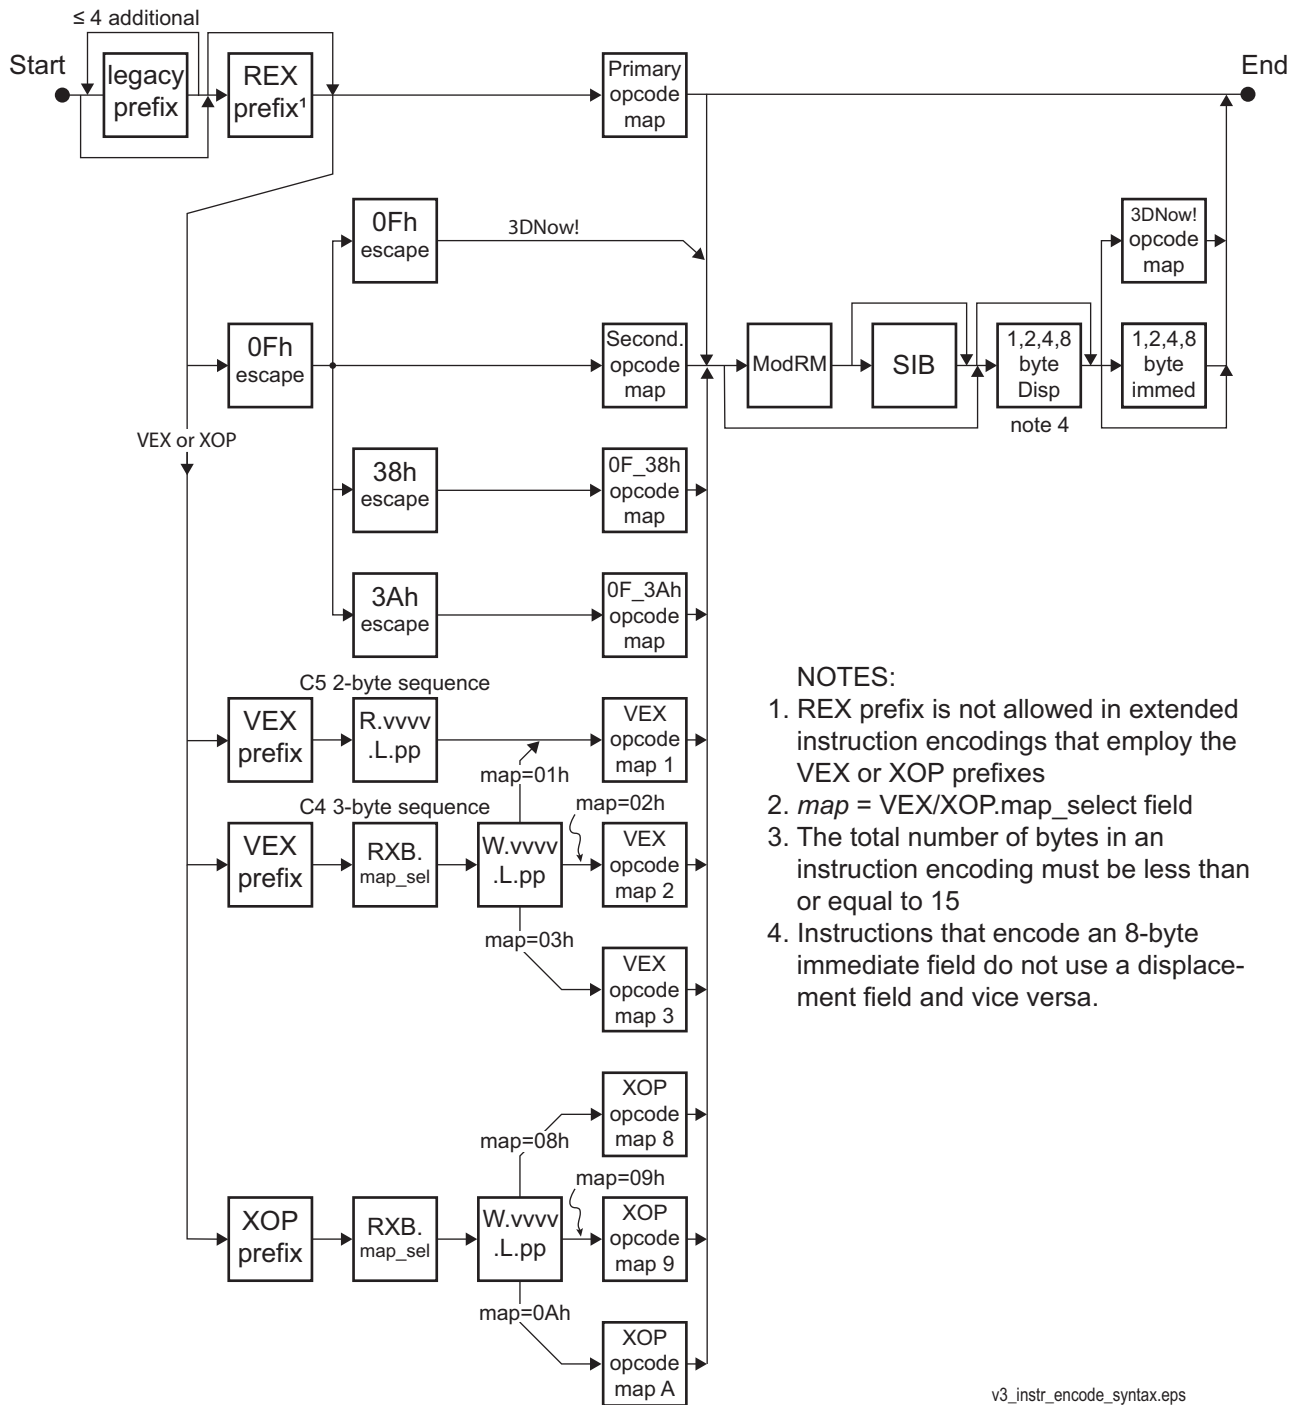 ≤ 4 additional
Start
legacy
prefix
REX
prefix¹
Primary
opcode
map
End
0Fh
escape
3DNow!
3DNow!
opcode
map
0Fh
escape
Second.
opcode
map
ModRM
SIB
1,2,4,8
byte
Disp
note 4
1,2,4,8
byte
immed
VEX or XOP
38h
escape
0F_38h
opcode
map
3Ah
escape
0F_3Ah
opcode
map
C5 2-byte sequence
VEX
prefix
R.vvvv
.L.pp
VEX
opcode
map 1
map=01h
C4 3-byte sequence
map=02h
VEX
prefix
RXB.
map_sel
W.vvvv
.L.pp
VEX
opcode
map 2
map=03h
VEX
opcode
map 3
NOTES:
1. REX prefix is not allowed in extended
instruction encodings that employ the
VEX or XOP prefixes
2. map = VEX/XOP.map_select field
3. The total number of bytes in an
instruction encoding must be less than
or equal to 15
4. Instructions that encode an 8-byte
immediate field do not use a displace-
ment field and vice versa.
XOP
opcode
map 8
map=08h
map=09h
XOP
prefix
RXB.
map_sel
W.vvvv
.L.pp
XOP
opcode
map 9
map=0Ah
XOP
opcode
map A
v3_instr_encode_syntax.eps